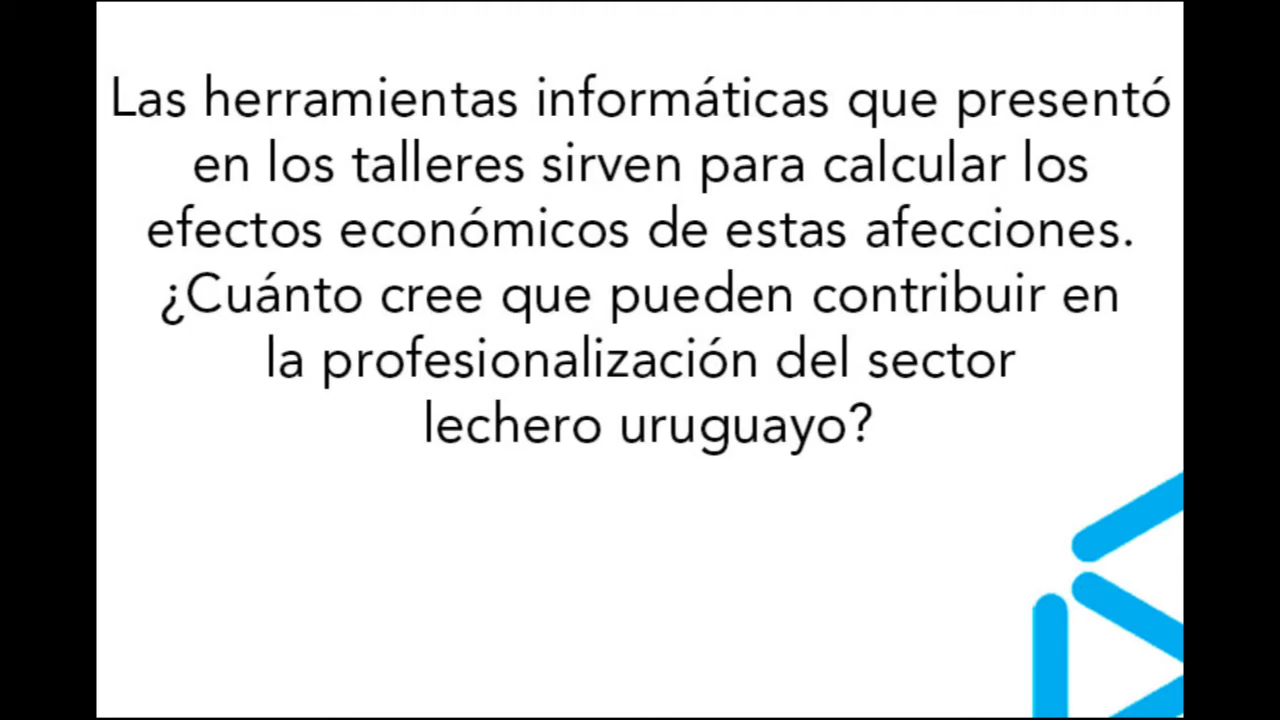 Las herramientas informáticas que presentó
en los talleres sirven para calcular los
efectos económicos de estas afecciones.
¿Cuánto cree que pueden contribuir en
la profesionalización del sector
lechero uruguayo?